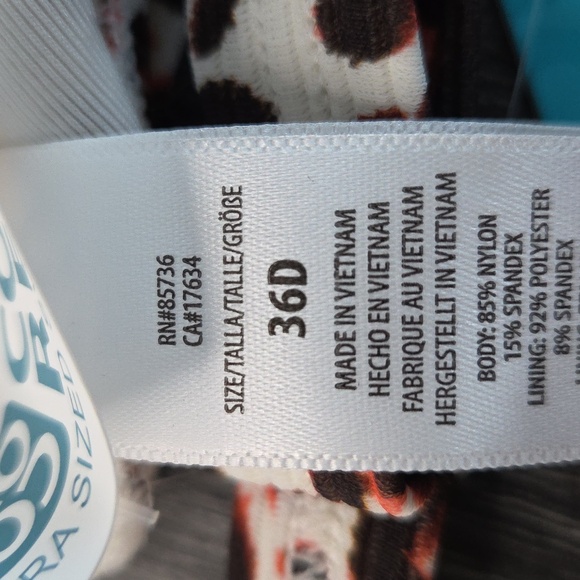 RN#85736
CA#17634
SIZE/TALLA/TALLE/GRÖßE
36D
MADE IN VIETNAM
HECHO EN VIETNAM
FABRIQUE AU VIETNAM
HERGESTELLT IN VIETNAM
BODY: 85% NYLON
15% SPANDEX
LINING: 92% POLYESTER
8% SPANDEX
RA SIZED